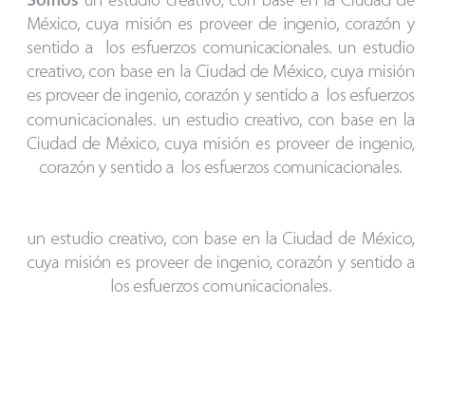 Somos un estudio creativo, con base en la Ciudad de
México, cuya misión es proveer de ingenio, corazón y
sentido a los esfuerzos comunicacionales. un estudio
creativo, con base en la Ciudad de México, cuya misión
es proveer de ingenio, corazón y sentido a los esfuerzos
comunicacionales. un estudio creativo, con base en la
Ciudad de México, cuya misión es proveer de ingenio,
corazón y sentido a los esfuerzos comunicacionales.
un estudio creativo, con base en la Ciudad de México,
cuya misión es proveer de ingenio, corazón y sentido a
los esfuerzos comunicacionales.